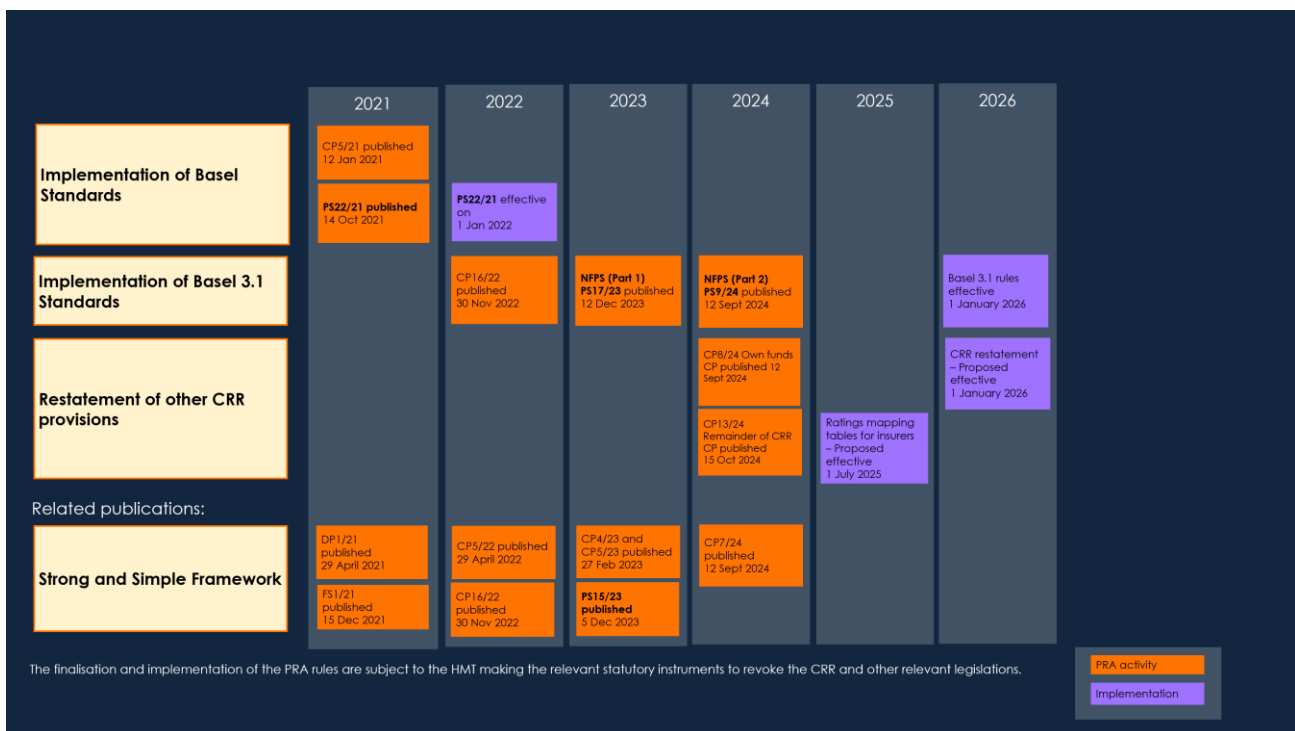 2021
2022
2023
2024
2025
2026
Implementation of Basel
Standards
CP5/21 published
12 Jan 2021
PS22/21 published
14 Oct 2021
PS22/21 effective
on
1 Jan 2022
Implementation of Basel 3.1
Standards
CP16/22
published
30 Nov 2022
NFPS (Part 1)
PS17/23 published
12 Dec 2023
NFPS (Part 2)
PS9/24 published
12 Sept 2024
Basel 3.1 rules
effective
1 January 2026
Restatement of other CRR
provisions
CP8/24 Own funds
CP published 12
Sept 2024
CRR restatement
– Proposed
effective
1 January 2026
CP13/24
Remainder of CRR
CP published
15 Oct 2024
Ratings mapping
tables for insurers
– Proposed
effective
1 July 2025
Related publications:
Strong and Simple Framework
DP1/21
published
29 April 2021
CP5/22 published
29 April 2022
CP4/23 and
CP5/23 published
27 Feb 2023
CP7/24
published
12 Sept 2024
FS1/21
published
15 Dec 2021
CP16/22
published
30 Nov 2022
PS15/23
published
5 Dec 2023
The finalisation and implementation of the PRA rules are subject to the HMT making the relevant statutory instruments to revoke the CRR and other relevant legislations.
PRA activity
Implementation